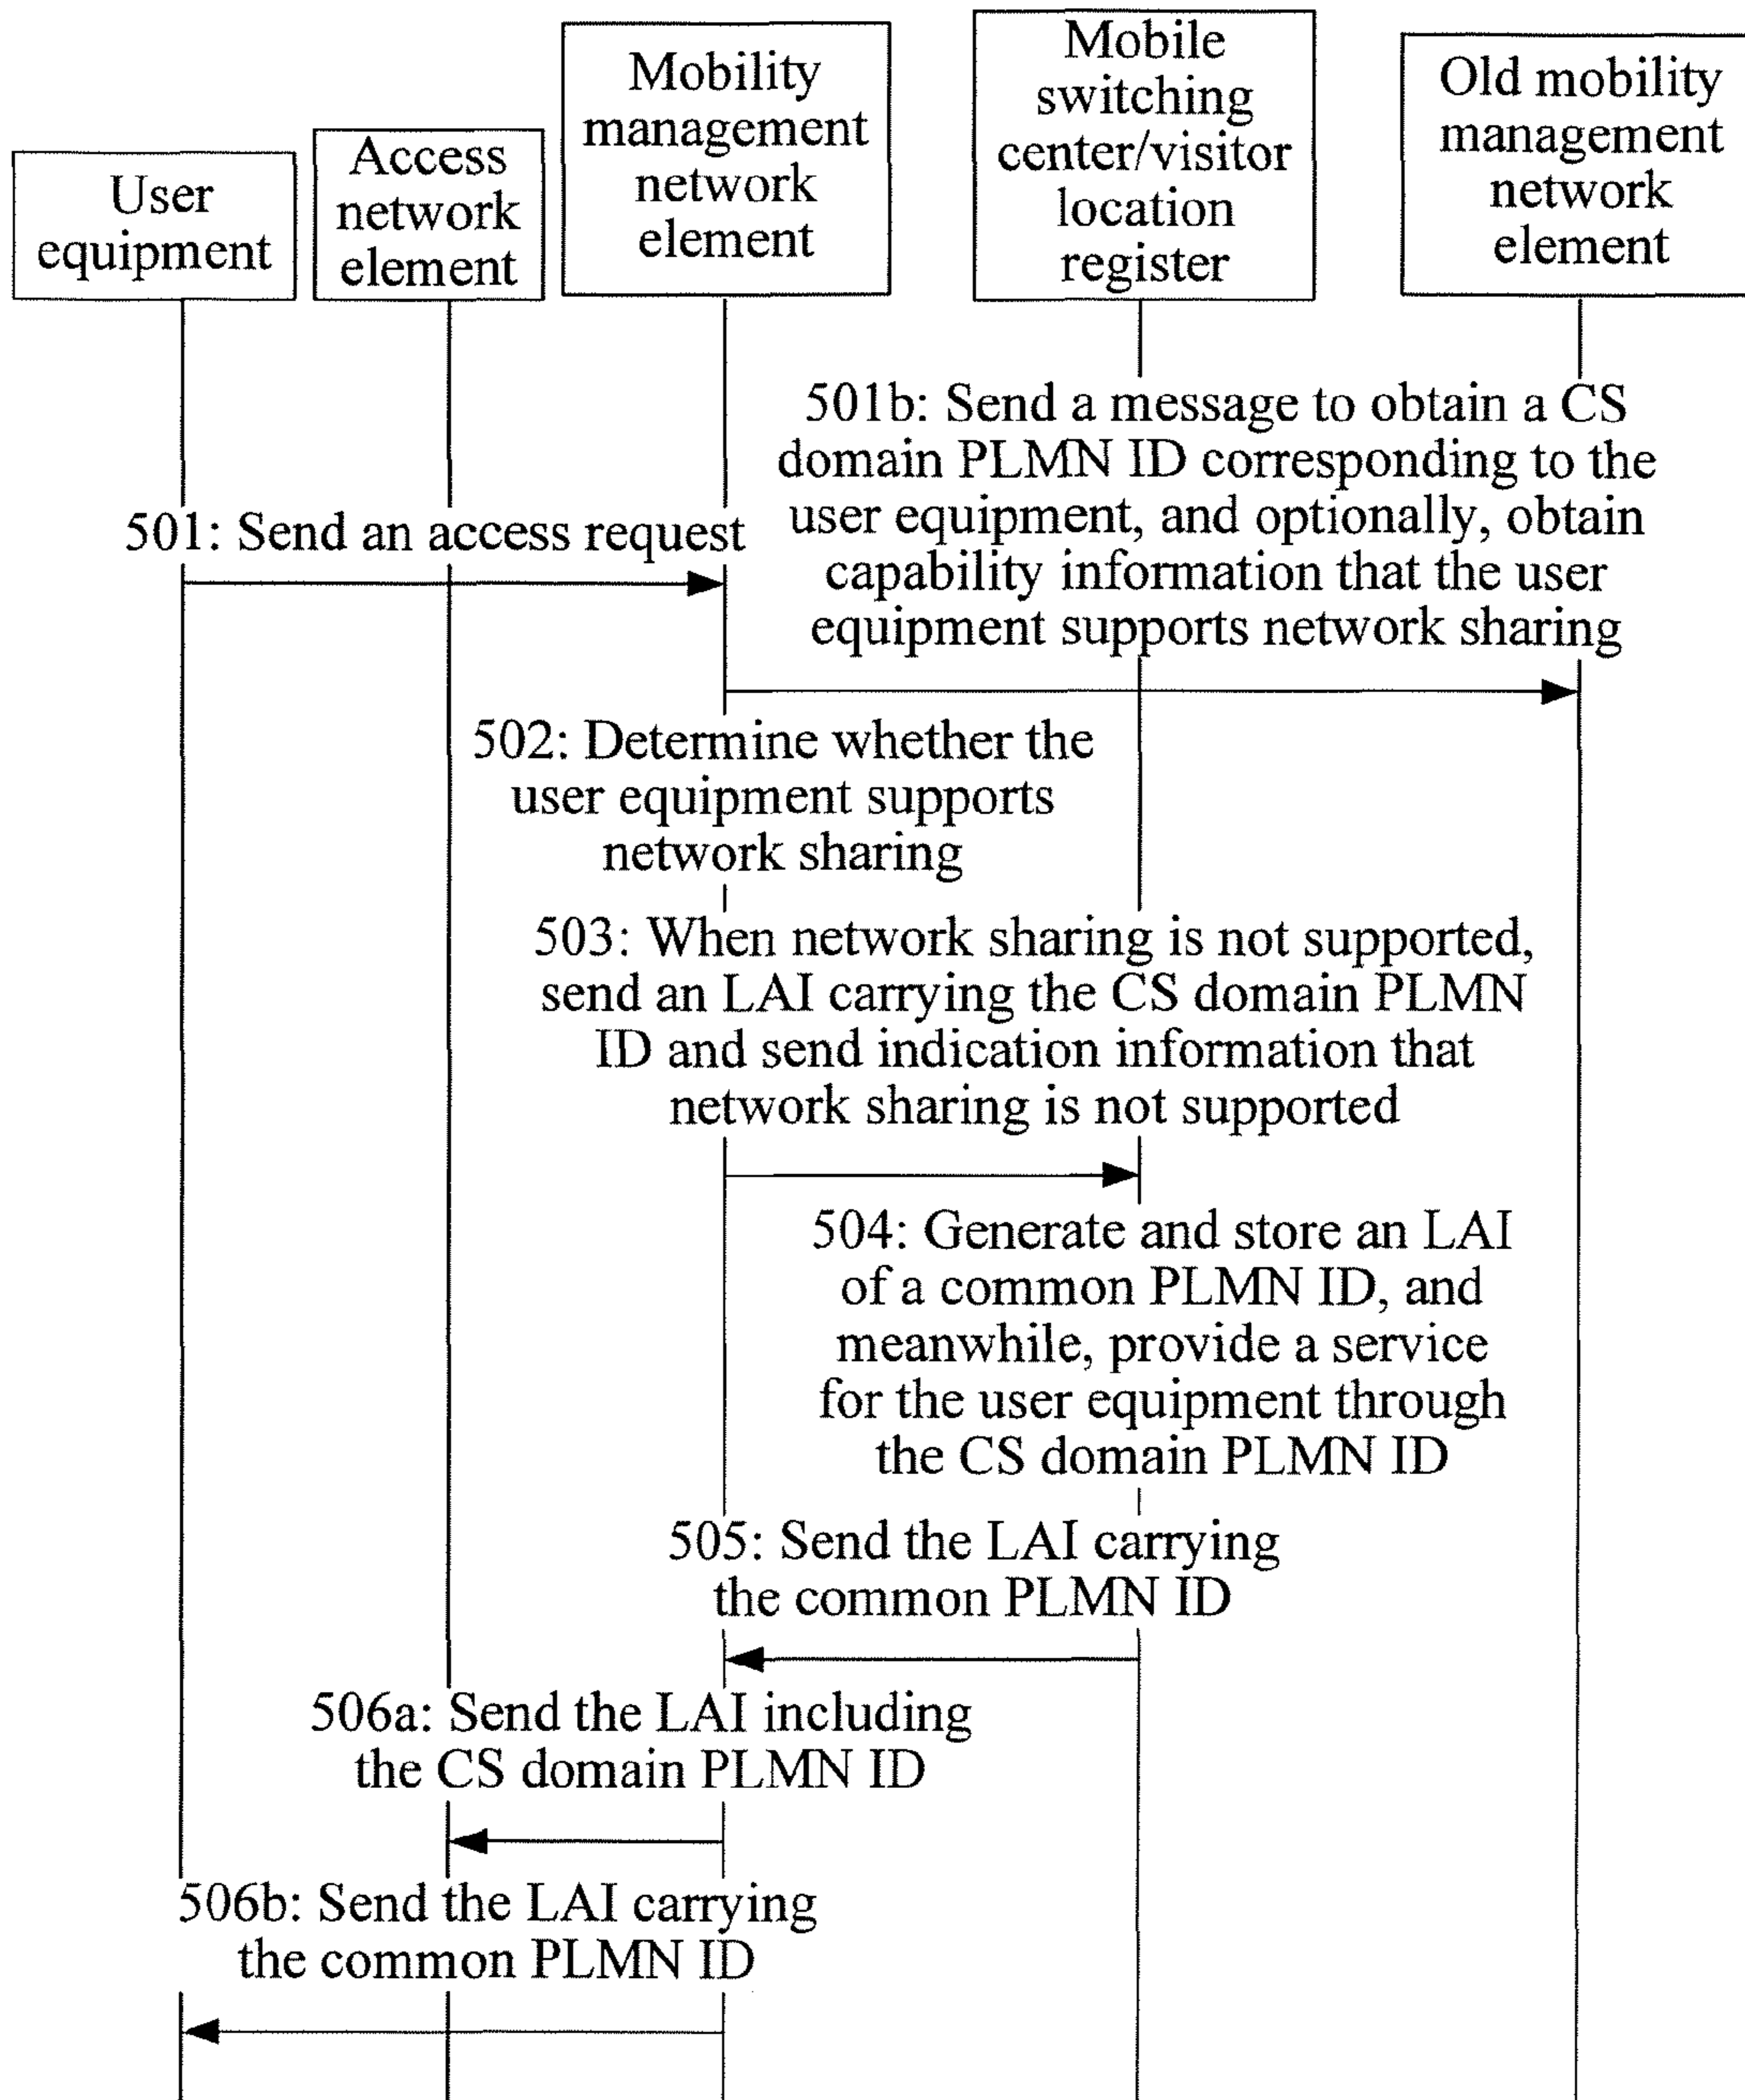 User
equipment
Access
network
element
Mobility
management
network
element
Mobile
switching
center/visitor
location
register
Old mobility
management
network
element
501b: Send a message to obtain a CS
domain PLMN ID corresponding to the
user equipment, and optionally, obtain
capability information that the user
equipment supports network sharing
501: Send an access request
502: Determine whether the
user equipment supports
network sharing
503: When network sharing is not supported,
send an LAI carrying the CS domain PLMN
ID and send indication information that
network sharing is not supported
504: Generate and store an LAI
of a common PLMN ID, and
meanwhile, provide a service
for the user equipment through
the CS domain PLMN ID
505: Send the LAI carrying
the common PLMN ID
506a: Send the LAI including
the CS domain PLMN ID
506b: Send the LAI carrying
the common PLMN ID